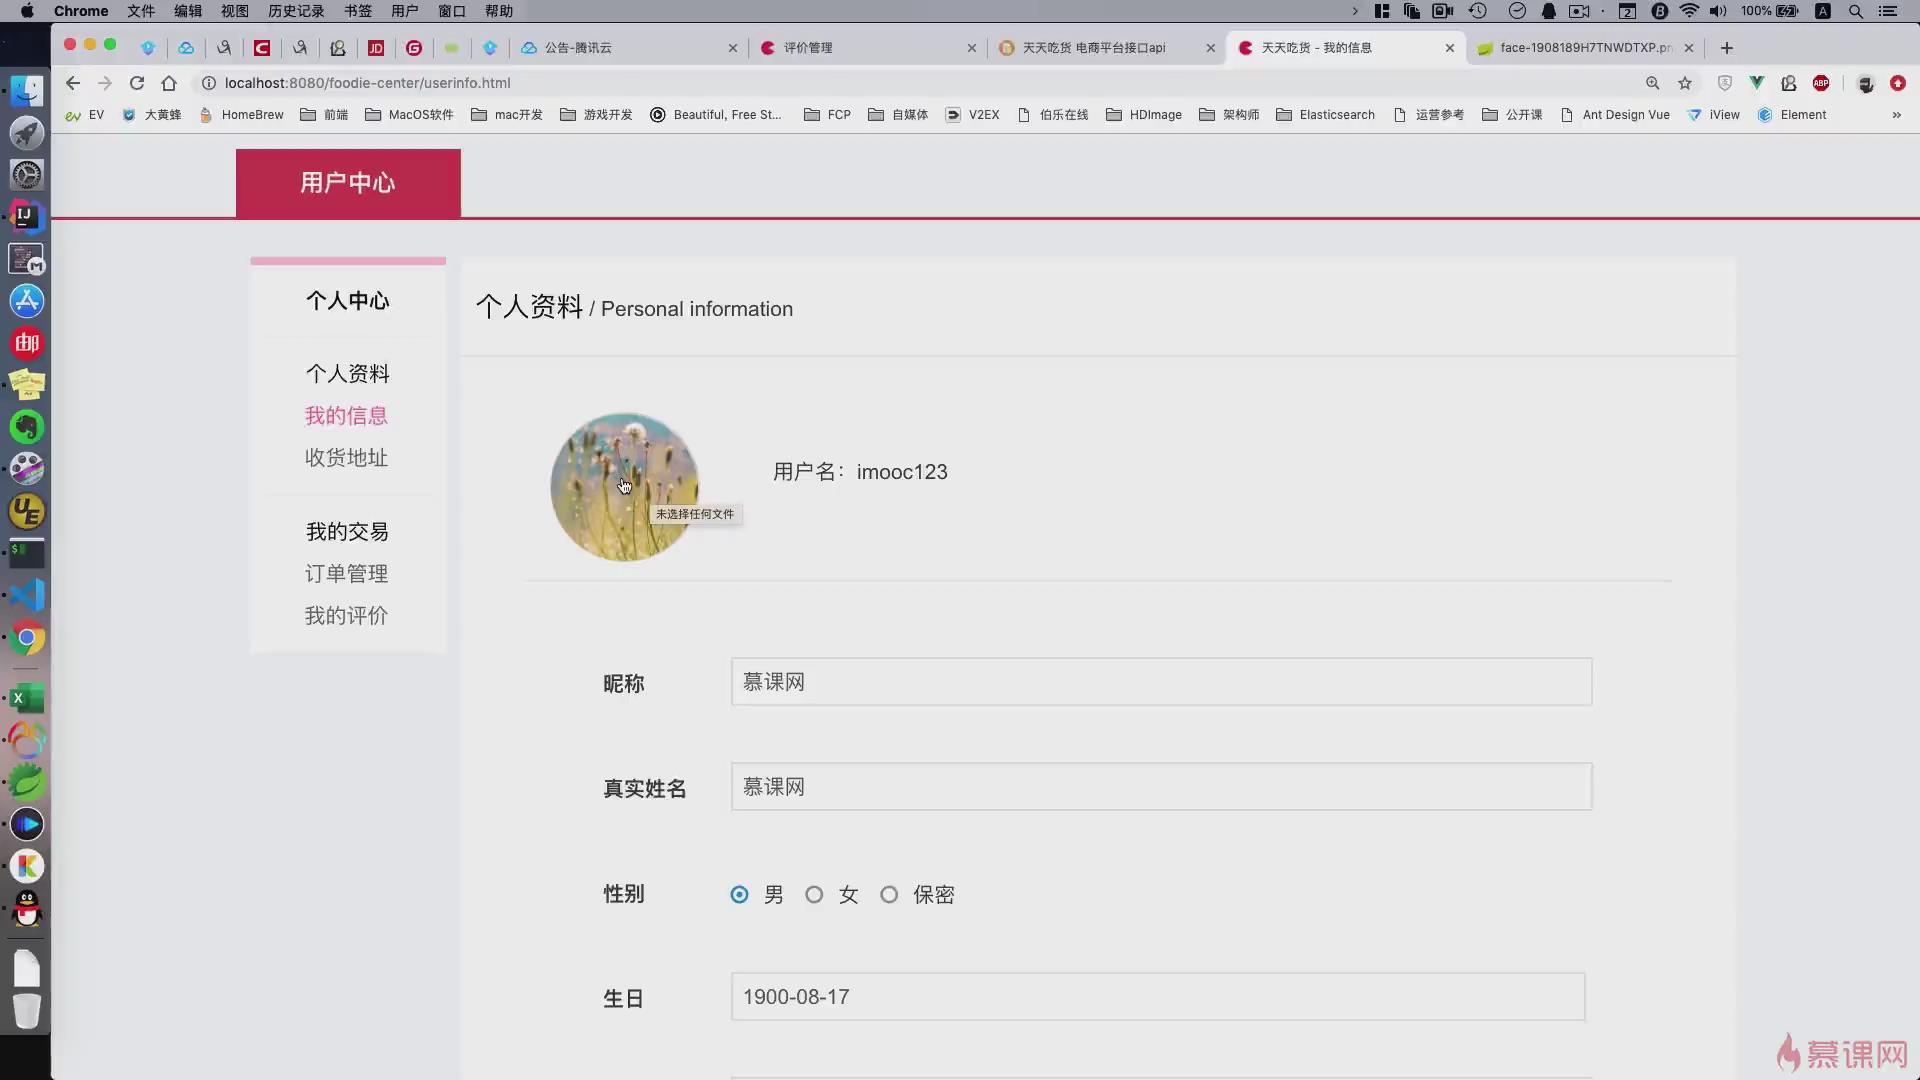 Chrome 文件 编辑 视图 历史记录 书签 用户 窗口 帮助 100%
公告-腾讯云 评价管理 天天吃货 电商平台接口api 天天吃货 - 我的信息 face-1908189H7TNWDTXP.pn
localhost:8080/foodie-center/userinfo.html
EV 大黄蜂 HomeBrew 前端 MacOS软件 mac开发 游戏开发 Beautiful, Free St... FCP 自媒体 V2EX 伯乐在线 HDImage 架构师 Elasticsearch 运营参考 公开课 Ant Design Vue iView Element »
用户中心
个人中心
个人资料
我的信息
收货地址
我的交易
订单管理
我的评价
个人资料 / Personal information
用户名：imooc123
未选择任何文件
昵称 慕课网
真实姓名 慕课网
性别 男 女 保密
生日 1900-08-17
慕课网